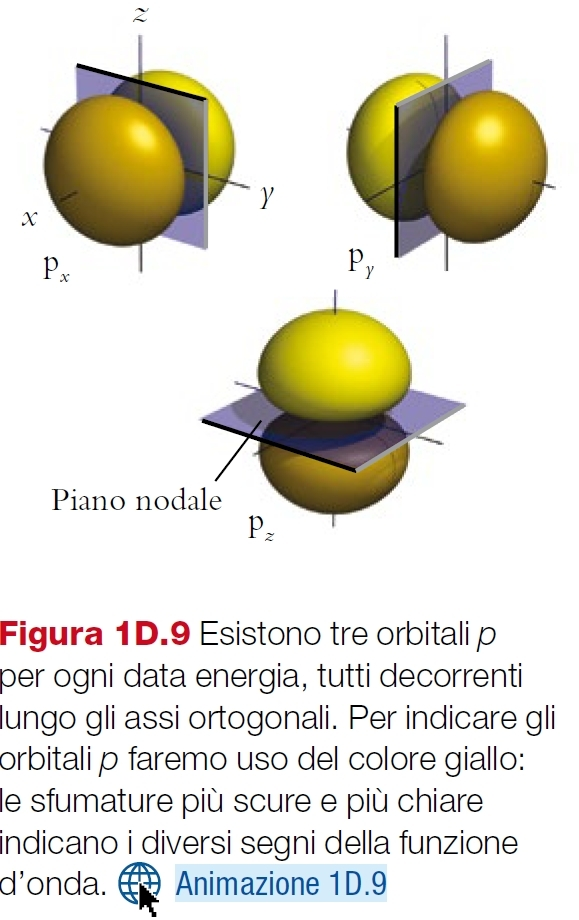 z
y
x
px
py
Piano nodale
pz
Figura 1D.9 Esistono tre orbitali p
per ogni data energia, tutti decorrenti
lungo gli assi ortogonali. Per indicare gli
orbitali p faremo uso del colore giallo:
le sfumature più scure e più chiare
indicano i diversi segni della funzione
d’onda. Animazione 1D.9